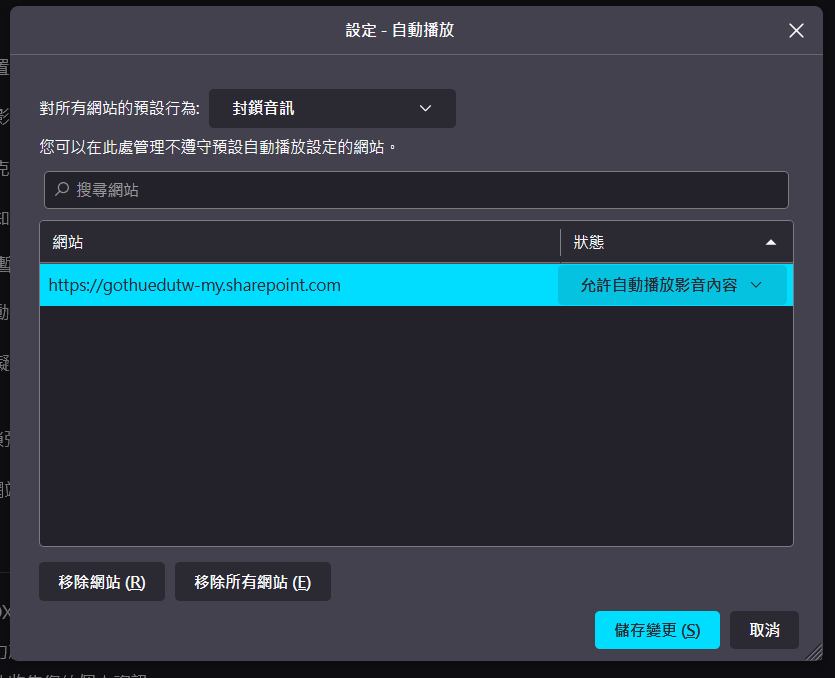 設定 - 自動播放
對所有網站的預設行為: 封鎖音訊
您可以在此處管理不遵守預設自動播放設定的網站。
搜尋網站
網站 狀態
https://gothuedutw-my.sharepoint.com 允許自動播放影音內容
移除網站 (R) 移除所有網站 (E)
儲存變更 (S) 取消